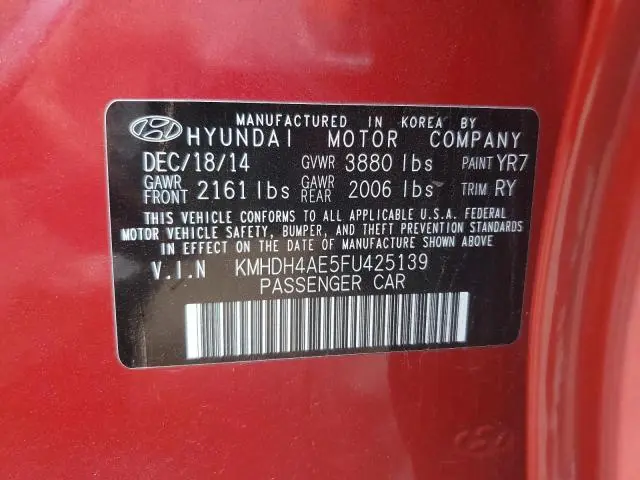 MANUFACTURED IN KOREA BY
HYUNDAI MOTOR COMPANY
DEC/18/14 GVWR 3880 lbs PAINT YR7
GAWR FRONT 2161 lbs GAWR REAR 2006 lbs TRIM RY
THIS VEHICLE CONFORMS TO ALL APPLICABLE U.S.A. FEDERAL
MOTOR VEHICLE SAFETY, BUMPER, AND THEFT PREVENTION STANDARDS
IN EFFECT ON THE DATE OF MANUFACTURE SHOWN ABOVE.
V.I.N KMHDH4AE5FU425139
PASSENGER CAR